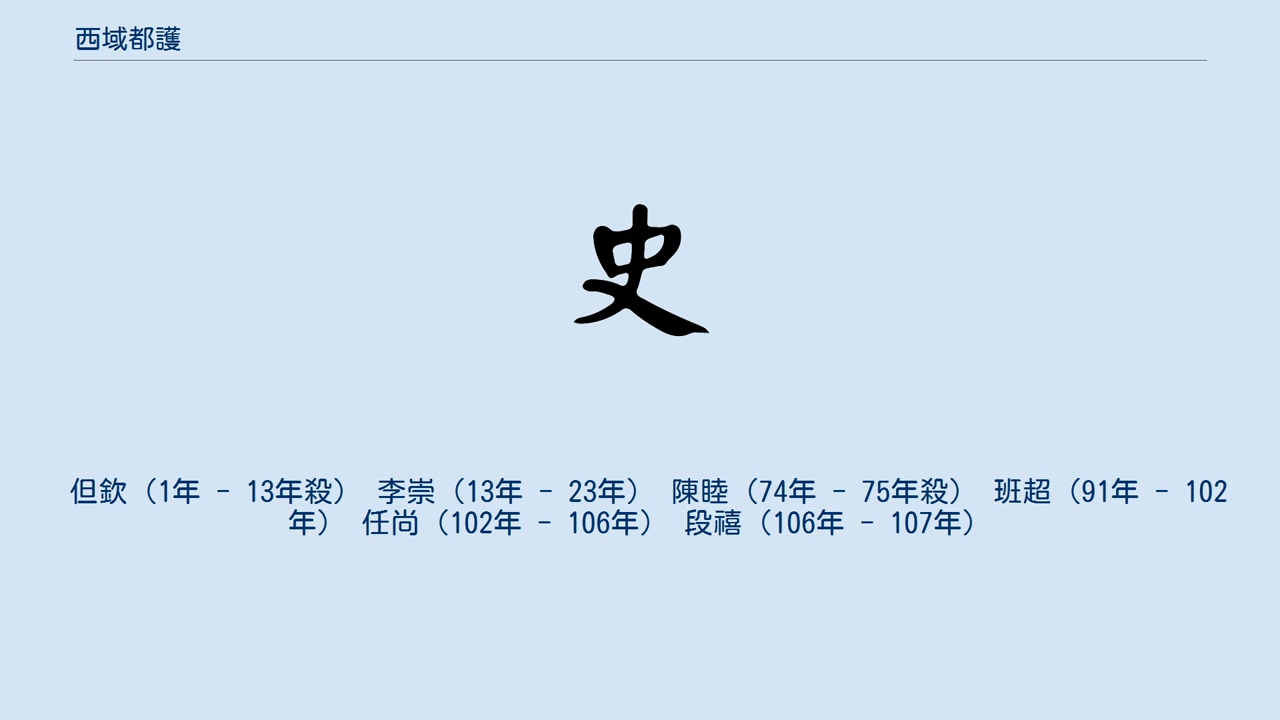 西域都護
史
但欽（1年 - 13年殺） 李崇（13年 - 23年） 陳睦（74年 - 75年殺） 班超（91年 - 102
年） 任尚（102年 - 106年） 段禧（106年 - 107年）